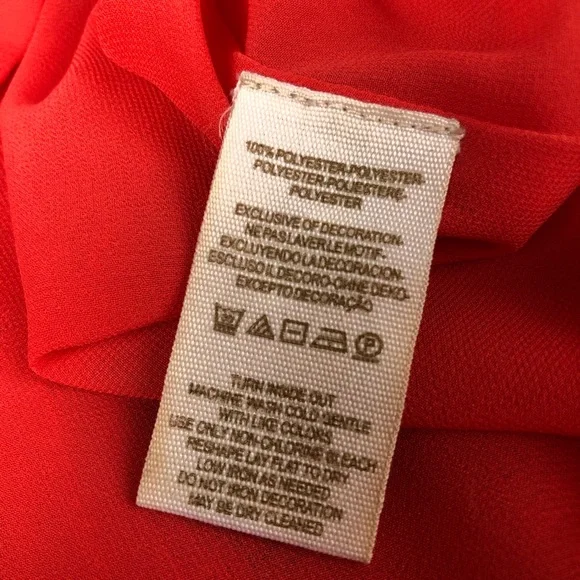 100% POLYESTER-POLYESTER-
POLYESTER-POLIESTERE-
POLYESTER
EXCLUSIVE OF DECORATION-
NE PAS LAVER LE MOTIF-
EXCLUYENDO LA DECORACION-
ESCLUSO IL DECORO-OHNE DEKO-
EXCEPTO DECORAÇÃO
P
TURN INSIDE OUT
MACHINE WASH COLD GENTLE
WITH LIKE COLORS
USE ONLY NON-CHLORINE BLEACH
RESHAPE LAY FLAT TO DRY
LOW IRON AS NEEDED
DO NOT IRON DECORATION
MAY BE DRY CLEANED